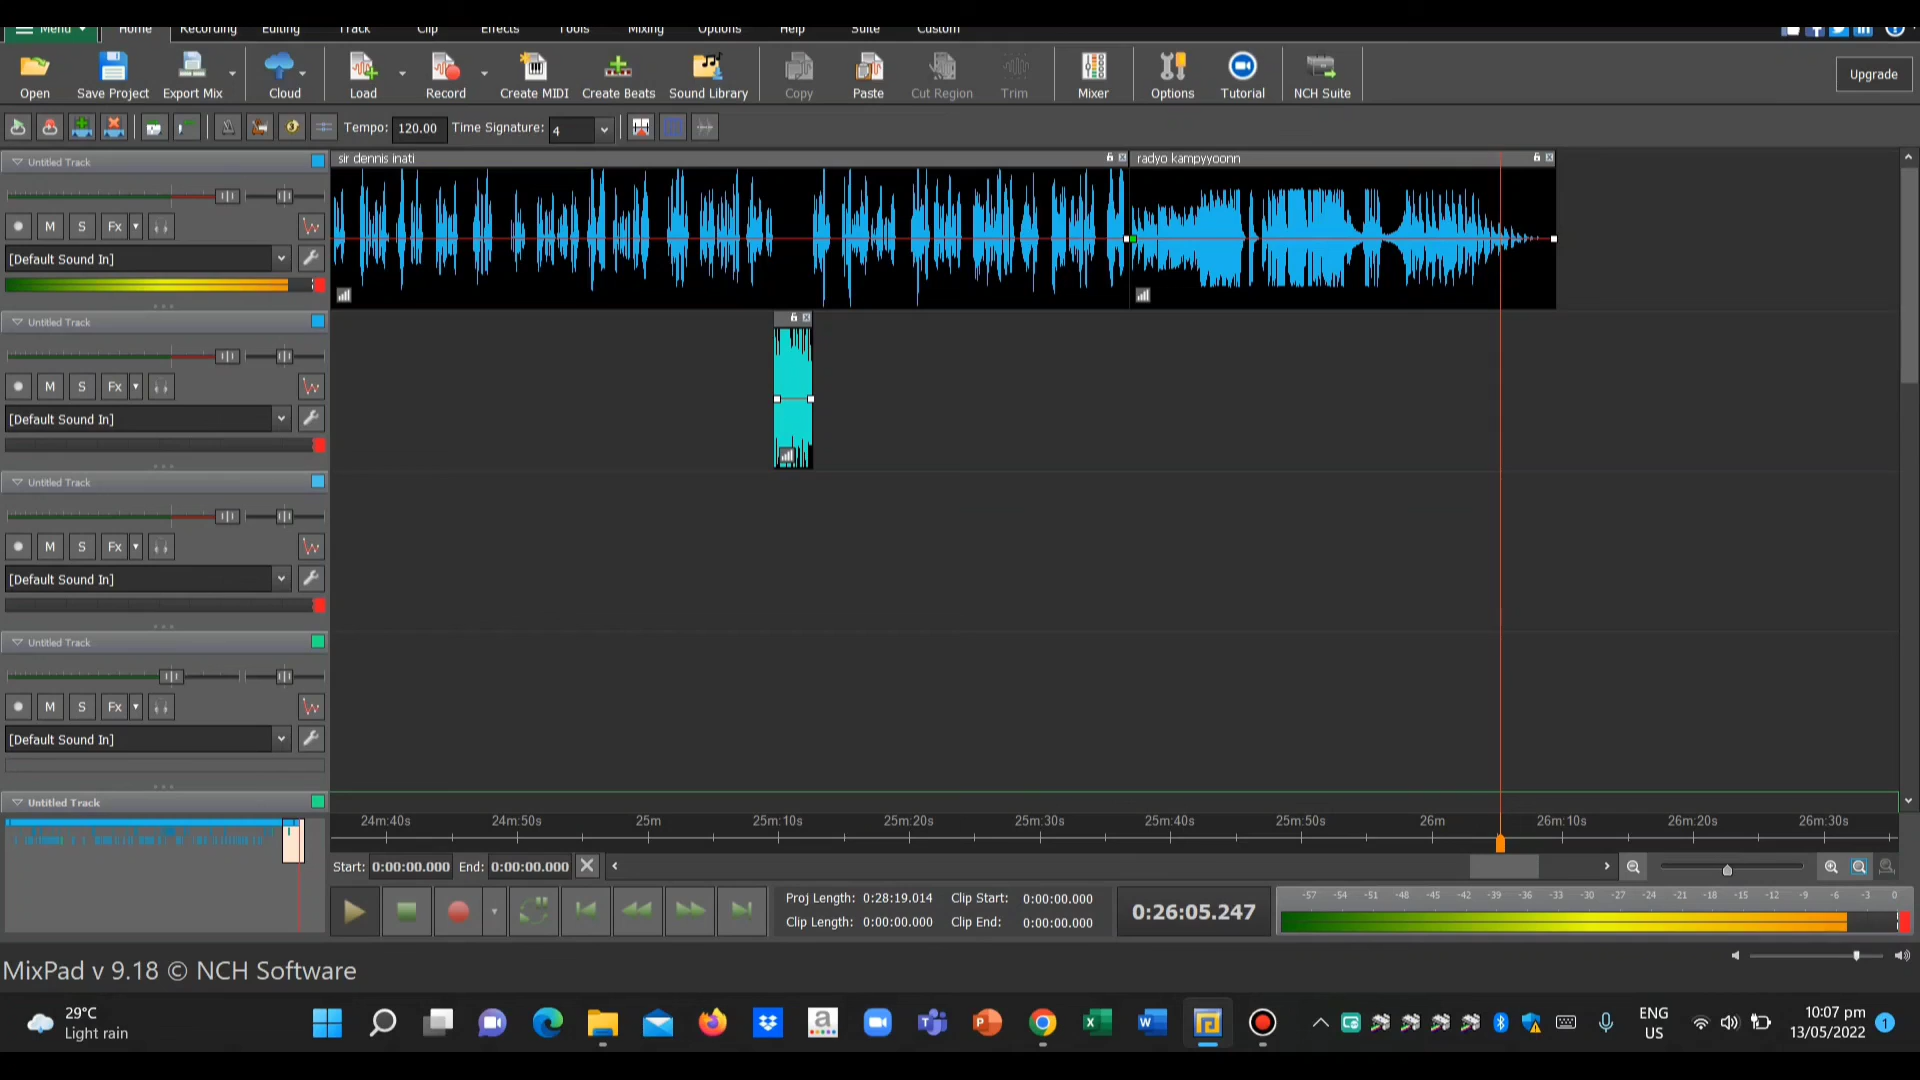 Menu Home Recording Editing Track Clip Effects Tools Mixing Options Help Suite Custom
Open Save Project Export Mix Cloud Load Record Create MIDI Create Beats Sound Library Copy Paste Cut Region Trim Mixer Options Tutorial NCH Suite Upgrade
Tempo: 120.00 Time Signature: 4
Untitled Track sir dennis inati radyo kampyyoonn
M S Fx
[Default Sound In]
Untitled Track
M S Fx
[Default Sound In]
Untitled Track
M S Fx
[Default Sound In]
Untitled Track
M S Fx
[Default Sound In]
Untitled Track
24m:40s 24m:50s 25m 25m:10s 25m:20s 25m:30s 25m:40s 25m:50s 26m 26m:10s 26m:20s 26m:30s
Start: 0:00:00.000 End: 0:00:00.000
Proj Length: 0:28:19.014 Clip Start: 0:00:00.000
Clip Length: 0:00:00.000 Clip End: 0:00:00.000
0:26:05.247
-57 -54 -51 -48 -45 -42 -39 -36 -33 -30 -27 -24 -21 -18 -15 -12 -9 -6 -3 0
MixPad v 9.18 © NCH Software
29°C
Light rain
ENG
US
10:07 pm
13/05/2022
1